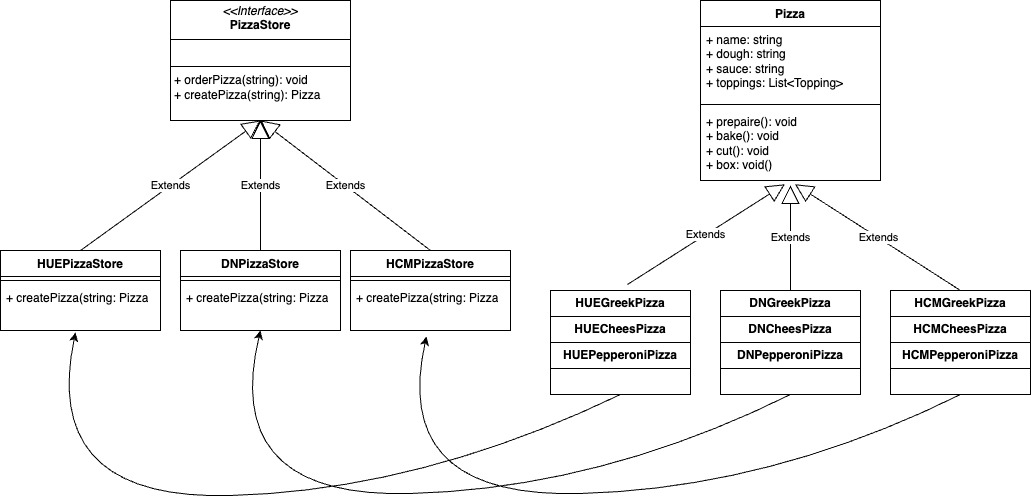 <<Interface>>
PizzaStore
+ orderPizza(string): void
+ createPizza(string): Pizza
Pizza
+ name: string
+ dough: string
+ sauce: string
+ toppings: List<Topping>
+ prepaire(): void
+ bake(): void
+ cut(): void
+ box: void()
Extends
Extends
Extends
Extends
Extends
Extends
HUEPizzaStore
+ createPizza(string: Pizza
DNPizzaStore
+ createPizza(string: Pizza
HCMPizzaStore
+ createPizza(string: Pizza
HUEGreekPizza
HUECheesPizza
HUEPepperoniPizza
DNGreekPizza
DNCheesPizza
DNPepperoniPizza
HCMGreekPizza
HCMCheesPizza
HCMPepperoniPizza